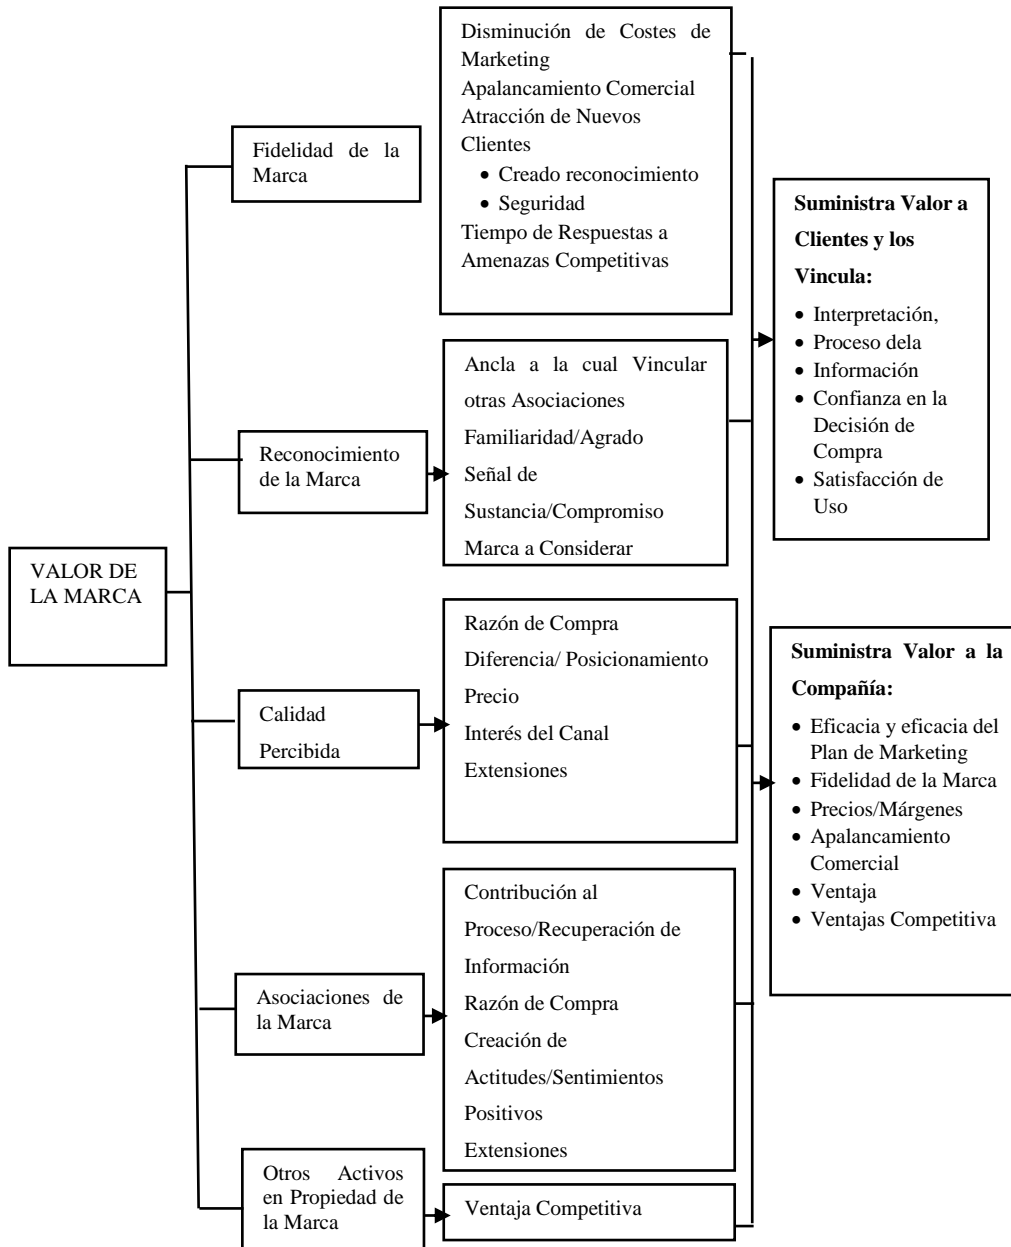 VALOR DE
LA MARCA
Fidelidad de la
Marca
Disminución de Costes de
Marketing
Apalancamiento Comercial
Atracción de Nuevos
Clientes
• Creado reconocimiento
• Seguridad
Tiempo de Respuestas a
Amenazas Competitivas
Reconocimiento
de la Marca
Ancla a la cual Vincular
otras Asociaciones
Familiaridad/Agrado
Señal de
Sustancia/Compromiso
Marca a Considerar
Calidad
Percibida
Razón de Compra
Diferencia/ Posicionamiento
Precio
Interés del Canal
Extensiones
Asociaciones de
la Marca
Contribución al
Proceso/Recuperación de
Información
Razón de Compra
Creación de
Actitudes/Sentimientos
Positivos
Extensiones
Otros Activos
en Propiedad de
la Marca
Ventaja Competitiva
Suministra Valor a
Clientes y los
Vincula:
• Interpretación,
• Proceso dela
• Información
• Confianza en la
Decisión de
Compra
• Satisfacción de
Uso
Suministra Valor a la
Compañía:
• Eficacia y eficacia del
Plan de Marketing
• Fidelidad de la Marca
• Precios/Márgenes
• Apalancamiento
Comercial
• Ventaja
• Ventajas Competitiva